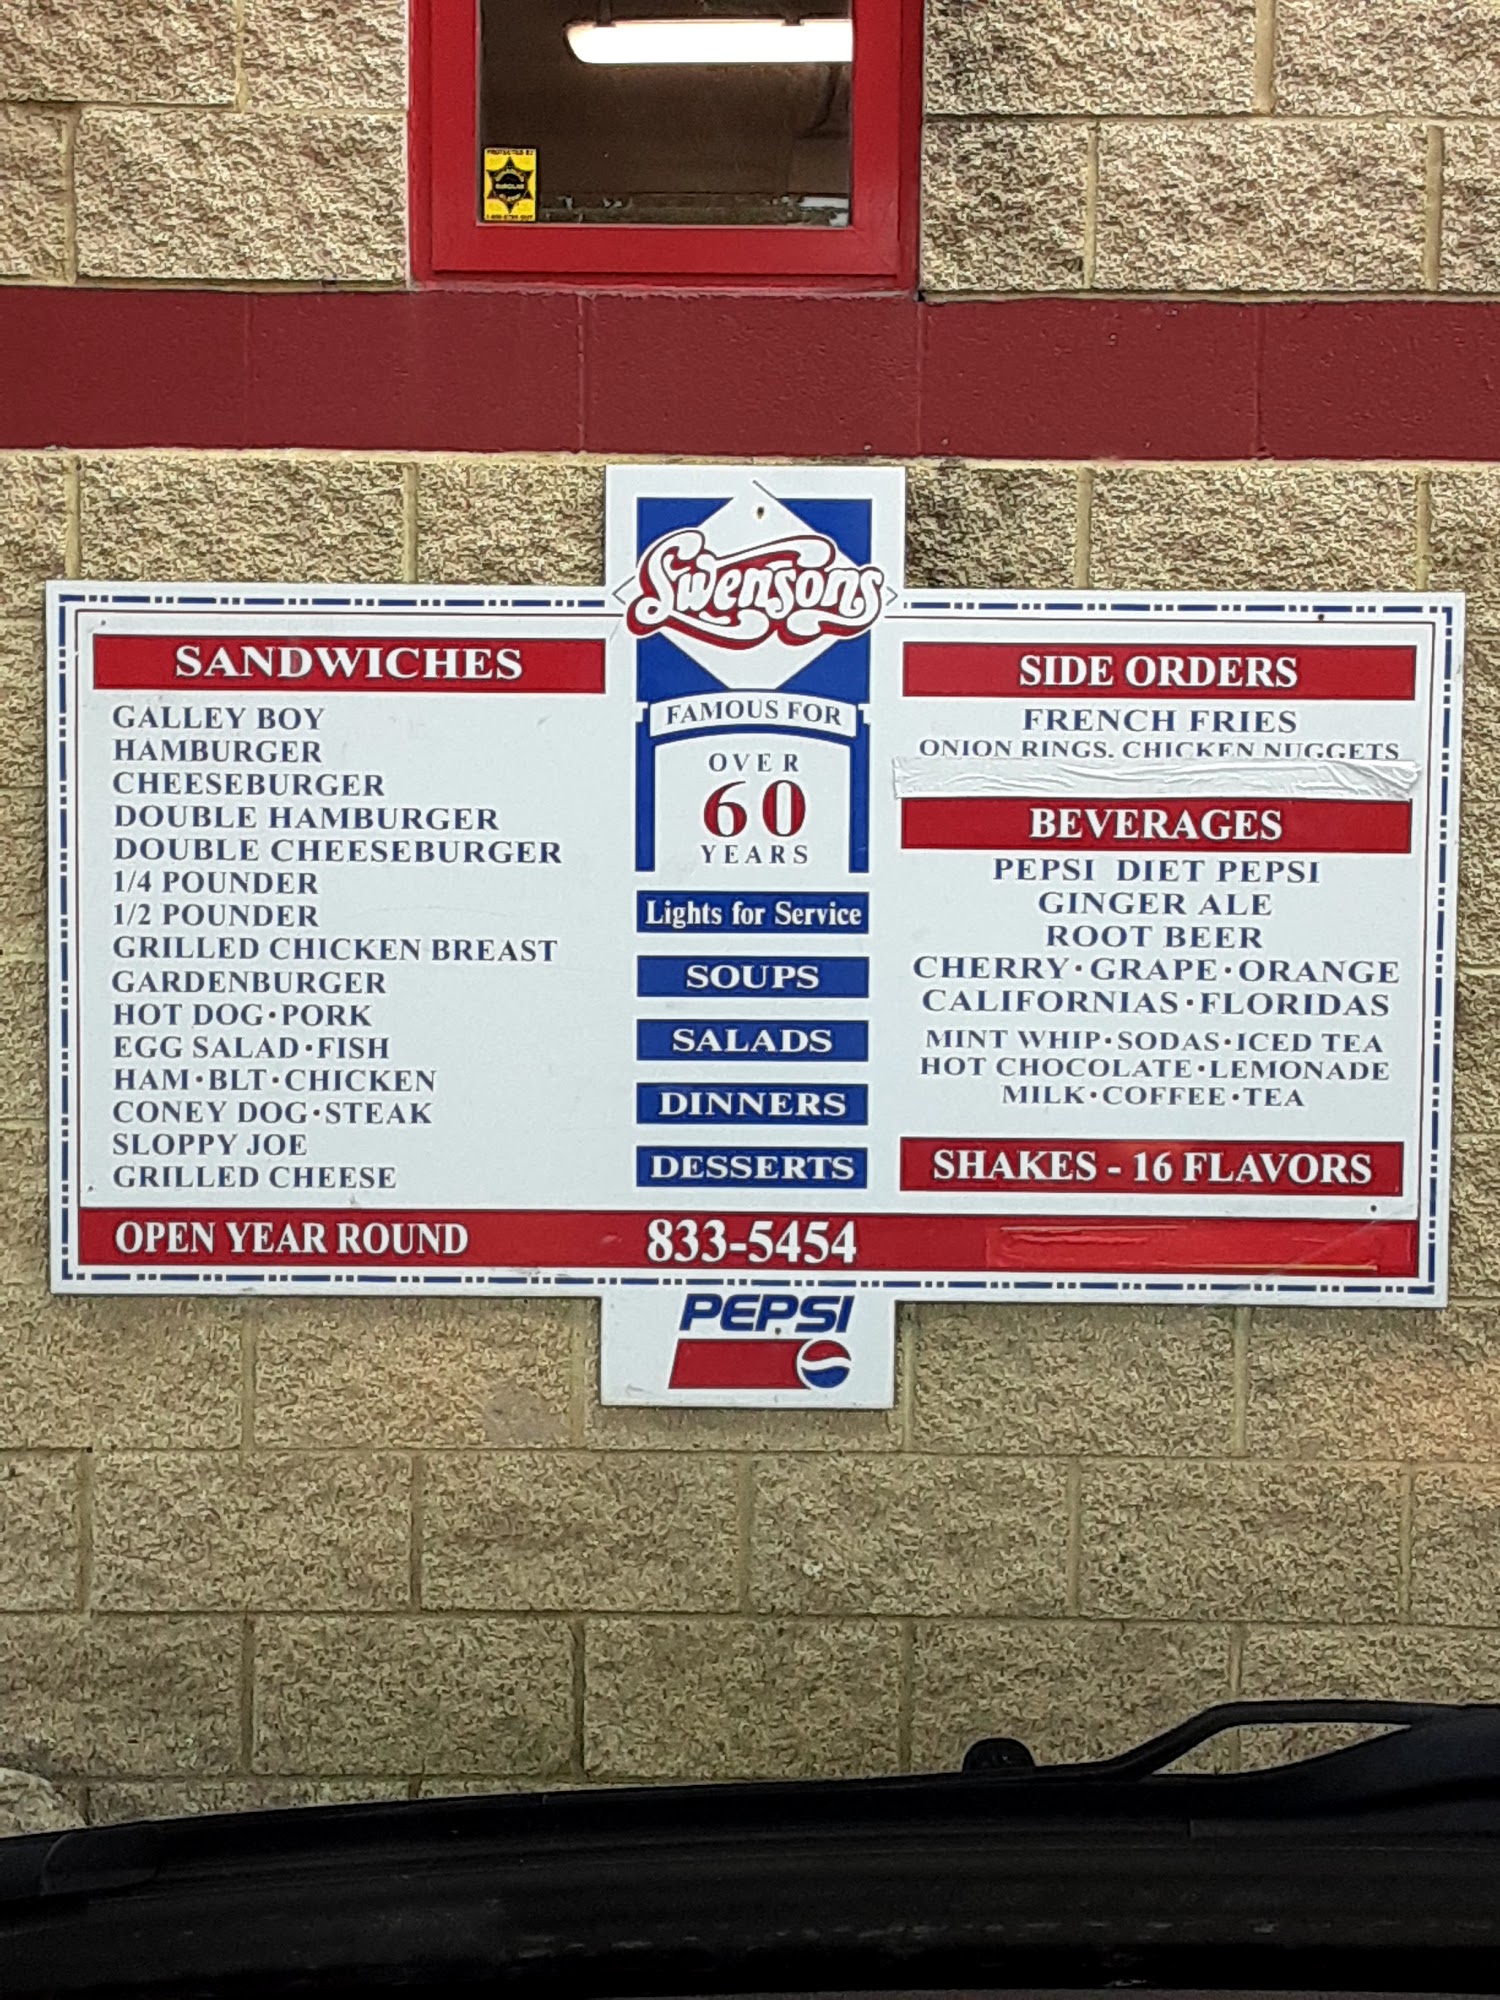 PROTECTED BY
Swensons
FAMOUS FOR
OVER
60
YEARS
SANDWICHES
GALLEY BOY
HAMBURGER
CHEESEBURGER
DOUBLE HAMBURGER
DOUBLE CHEESEBURGER
1/4 POUNDER
1/2 POUNDER
GRILLED CHICKEN BREAST
GARDENBURGER
HOT DOG•PORK
EGG SALAD•FISH
HAM•BLT•CHICKEN
CONEY DOG•STEAK
SLOPPY JOE
GRILLED CHEESE
Lights for Service
SOUPS
SALADS
DINNERS
DESSERTS
SIDE ORDERS
FRENCH FRIES
ONION RINGS. CHICKEN NUGGETS
BEVERAGES
PEPSI DIET PEPSI
GINGER ALE
ROOT BEER
CHERRY•GRAPE•ORANGE
CALIFORNIAS•FLORIDAS
MINT WHIP•SODAS•ICED TEA
HOT CHOCOLATE•LEMONADE
MILK•COFFEE•TEA
SHAKES - 16 FLAVORS
OPEN YEAR ROUND 833-5454
PEPSI